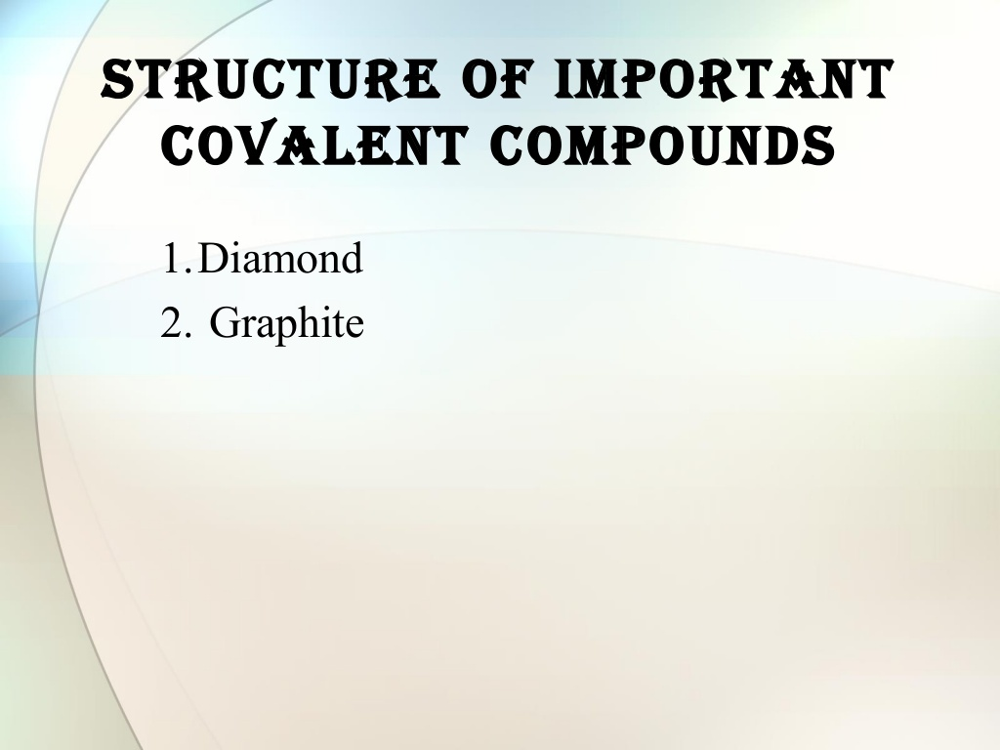 STRUCTURE OF IMPORTANT
COVALENT COMPOUNDS
1. Diamond
2. Graphite